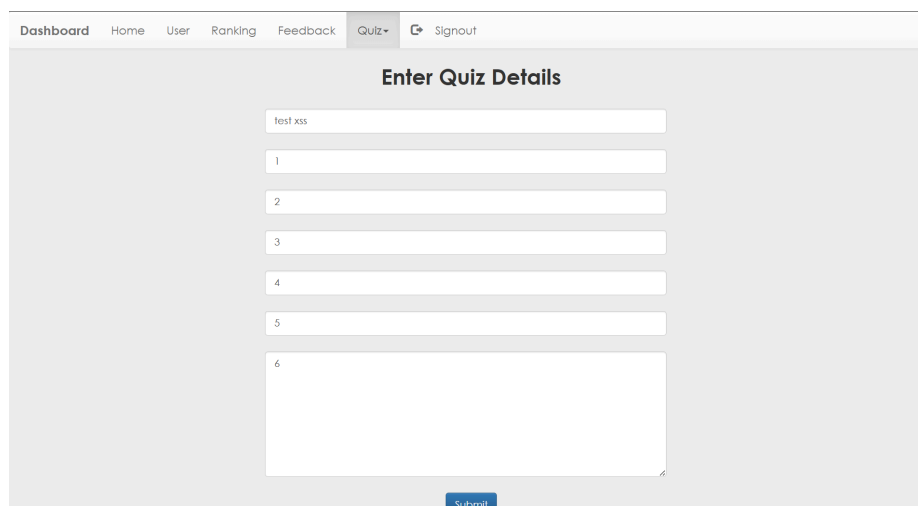 Dashboard Home User Ranking Feedback Quiz Signout
Enter Quiz Details
test xss
1
2
3
4
5
6
Submit